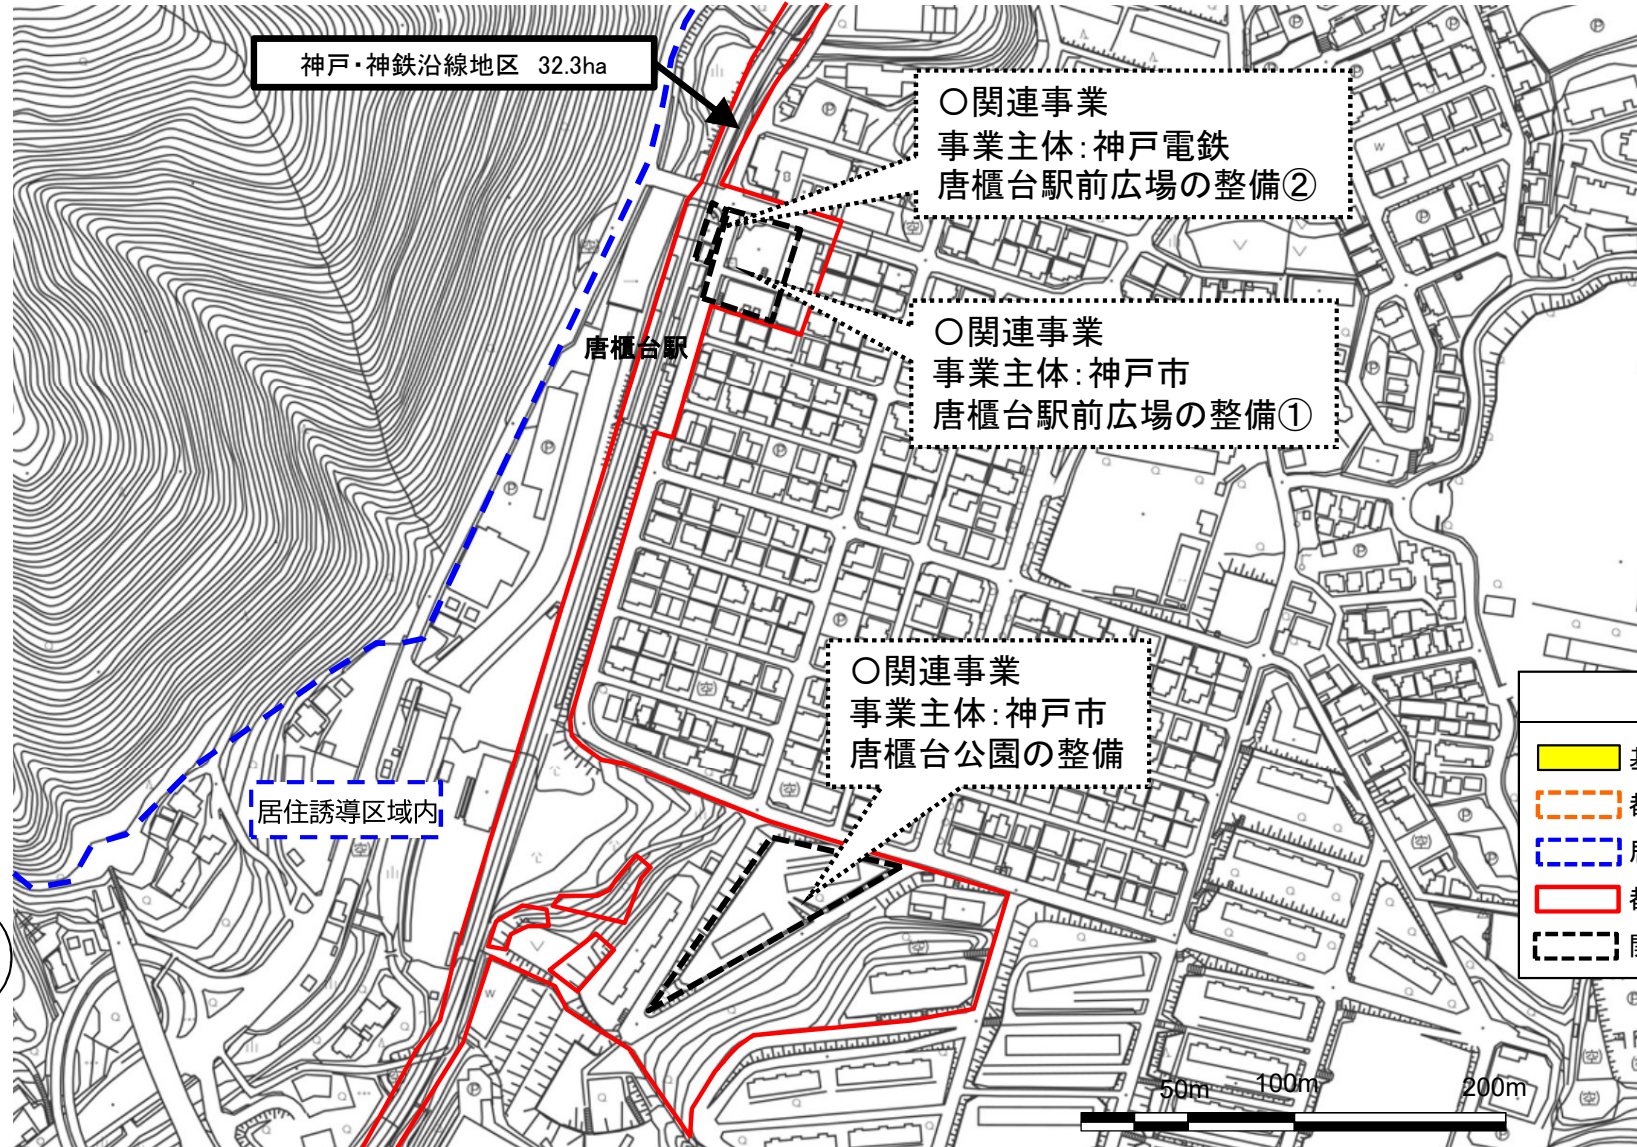 神戸・神鉄沿線地区 32.3ha
〇関連事業
事業主体:神戸電鉄
唐櫃台駅前広場の整備②
〇関連事業
事業主体:神戸市
唐櫃台駅前広場の整備①
唐櫃台駅
〇関連事業
事業主体:神戸市
唐櫃台公園の整備
居住誘導区域内
50m 100m 200m